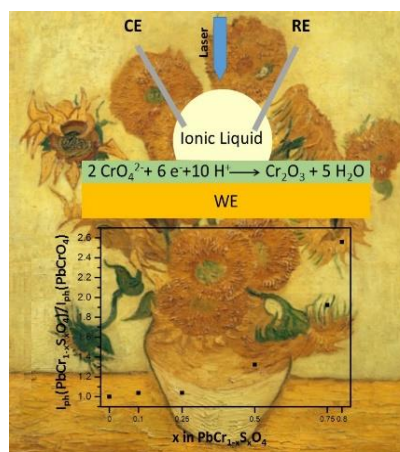 CE
RE
Laser
Ionic Liquid
2 CrO₄²⁻+ 6 e⁻+10 H⁺ ⟶ Cr₂O₃ + 5 H₂O
WE
Iₚₕ(PbCr₁₋ₓSₓO₄)/Iₚₕ(PbCrO₄)
2.6
2.4
2.2
2.0
1.8
1.6
1.4
1.2
1.0
0 0.1 0.25 0.5 0.75 0.8
x in PbCr₁₋ₓSₓO₄